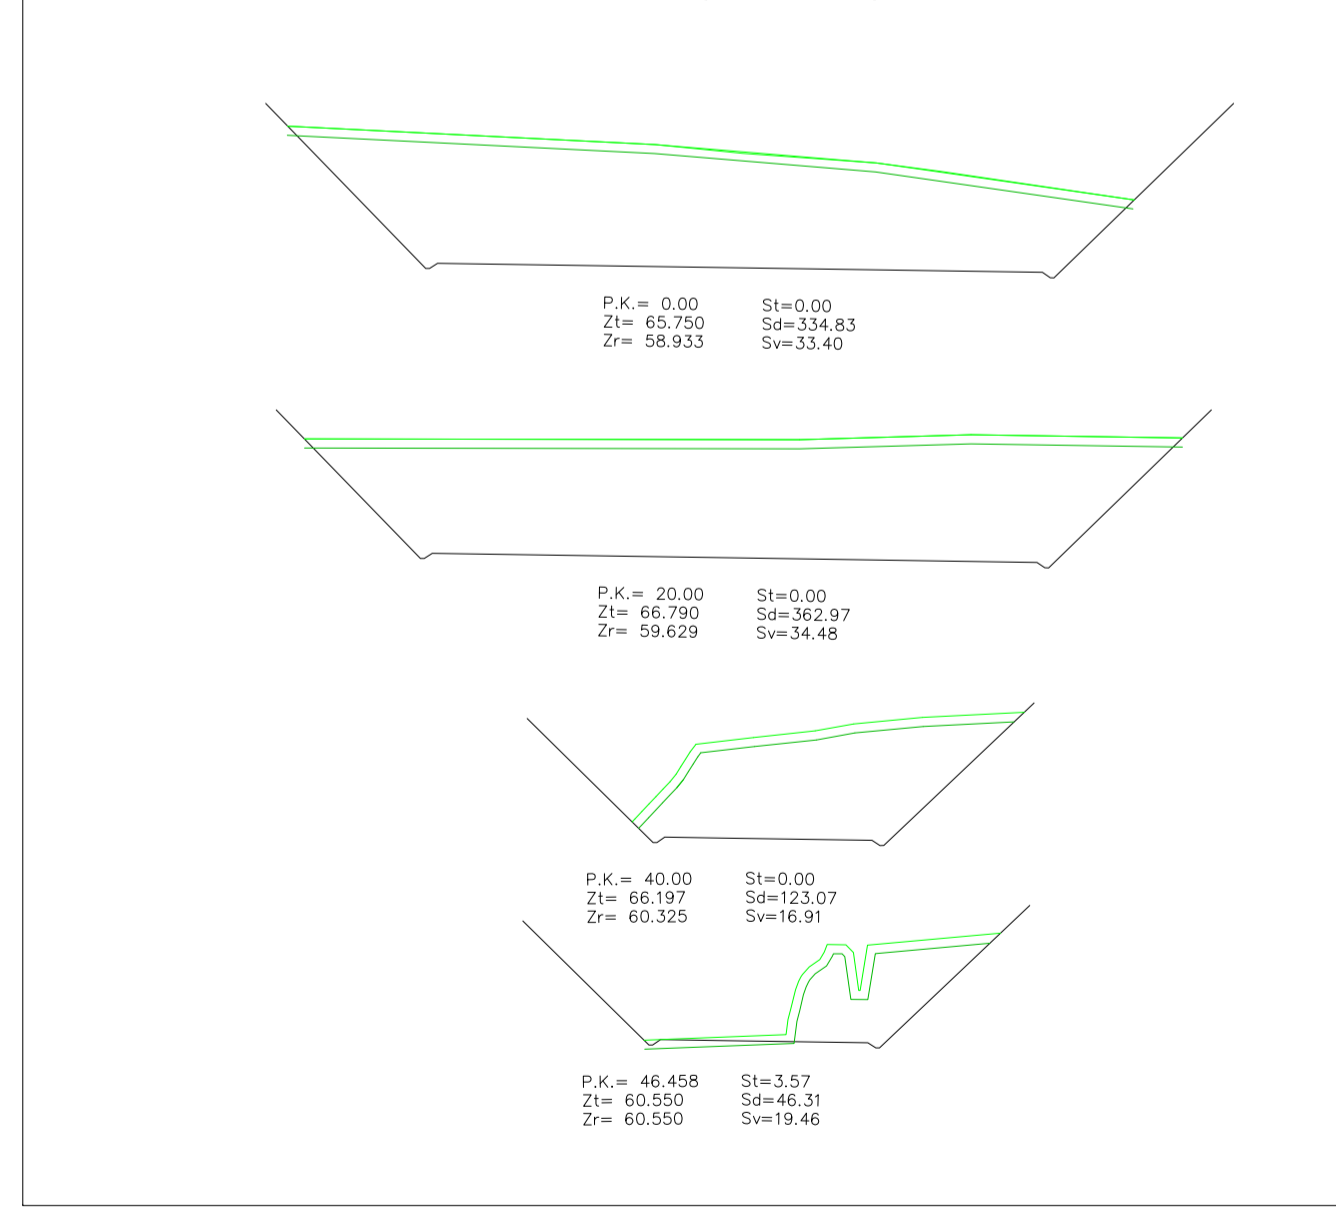 P.K.= 0.00 St=0.00
Zt= 65.750 Sd=334.83
Zr= 58.933 Sv=33.40
P.K.= 20.00 St=0.00
Zt= 66.790 Sd=362.97
Zr= 59.629 Sv=34.48
P.K.= 40.00 St=0.00
Zt= 66.197 Sd=123.07
Zr= 60.325 Sv=16.91
P.K.= 46.458 St=3.57
Zt= 60.550 Sd=46.31
Zr= 60.550 Sv=19.46